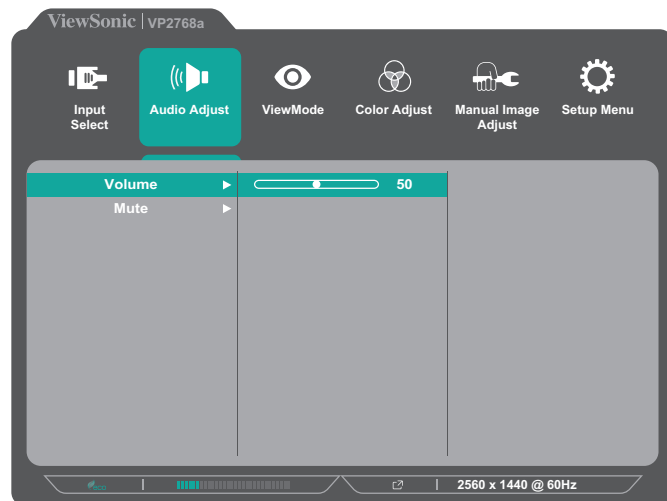 ViewSonic | VP2768a
Input Select
Audio Adjust
ViewMode
Color Adjust
Manual Image Adjust
Setup Menu
Volume
50
Mute
2560 x 1440 @ 60Hz